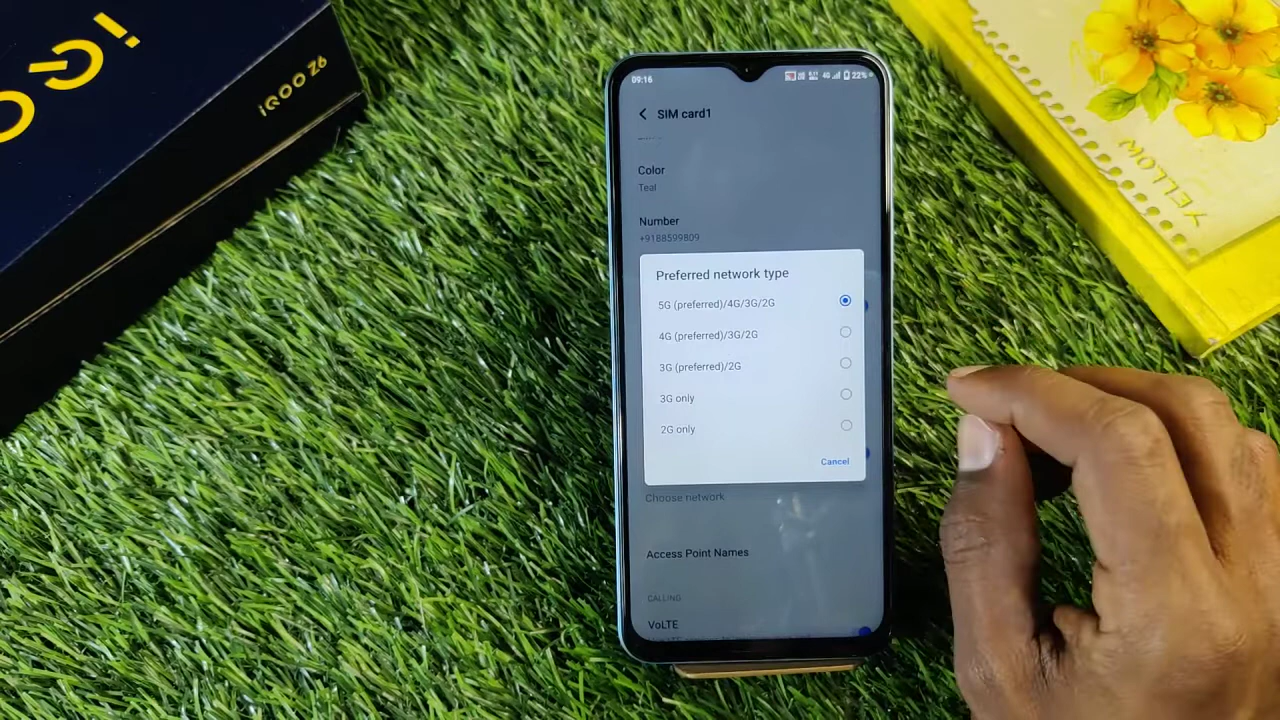 iQOO Z6
09:16
4G
22%
SIM card1
Color
Teal
Number
+9188599809
Preferred network type
5G (preferred)/4G/3G/2G
4G (preferred)/3G/2G
3G (preferred)/2G
3G only
2G only
Cancel
Choose network
Access Point Names
CALLING
VoLTE
YELLOW